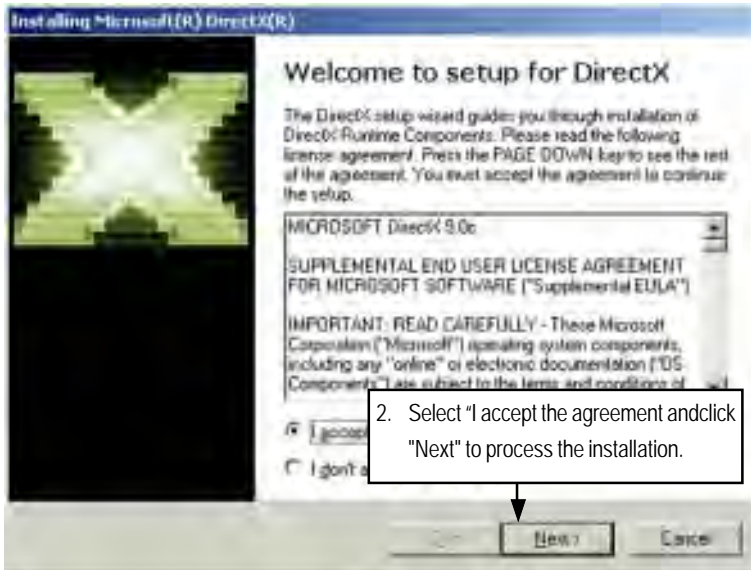 Installing Microsoft(R) DirectX(R)
Welcome to setup for DirectX
The DirectX setup wizard guides you through installation of
DirectX Runtime Components. Please read the following
license agreement. Press the PAGE DOWN key to see the rest
of the agreement. You must accept the agreement to continue
the setup.
MICROSOFT DirectX 9.0c
SUPPLEMENTAL END USER LICENSE AGREEMENT
FOR MICROSOFT SOFTWARE ("Supplemental EULA")
IMPORTANT: READ CAREFULLY - These Microsoft
Corporation ("Microsoft") operating system components,
including any "online" or electronic documentation ("OS
Components") are subject to the terms and conditions of
2. Select “I accept the agreement andclick
"Next" to process the installation.
I accept
I don't a
Next >
Cancel